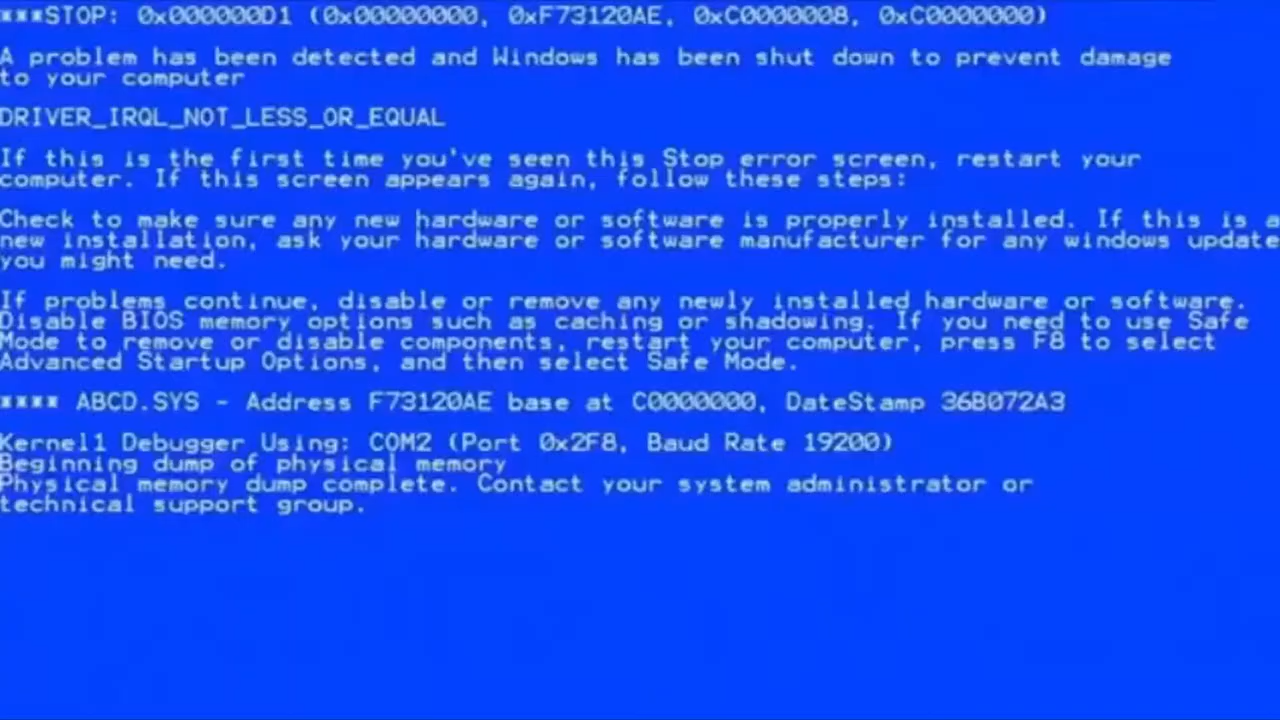 ***STOP: 0x000000D1 (0x00000000, 0xF73120AE, 0xC0000008, 0xC0000000)
A problem has been detected and Windows has been shut down to prevent damage
to your computer
DRIVER_IRQL_NOT_LESS_OR_EQUAL
If this is the first time you've seen this Stop error screen, restart your
computer. If this screen appears again, follow these steps:
Check to make sure any new hardware or software is properly installed. If this is a
new installation, ask your hardware or software manufacturer for any windows update
you might need.
If problems continue, disable or remove any newly installed hardware or software.
Disable BIOS memory options such as caching or shadowing. If you need to use Safe
Mode to remove or disable components, restart your computer, press F8 to select
Advanced Startup Options, and then select Safe Mode.
**** ABCD.SYS - Address F73120AE base at C0000000, DateStamp 36B072A3
Kernel1 Debugger Using: COM2 (Port 0x2F8, Baud Rate 19200)
Beginning dump of physical memory
Physical memory dump complete. Contact your system administrator or
technical support group.